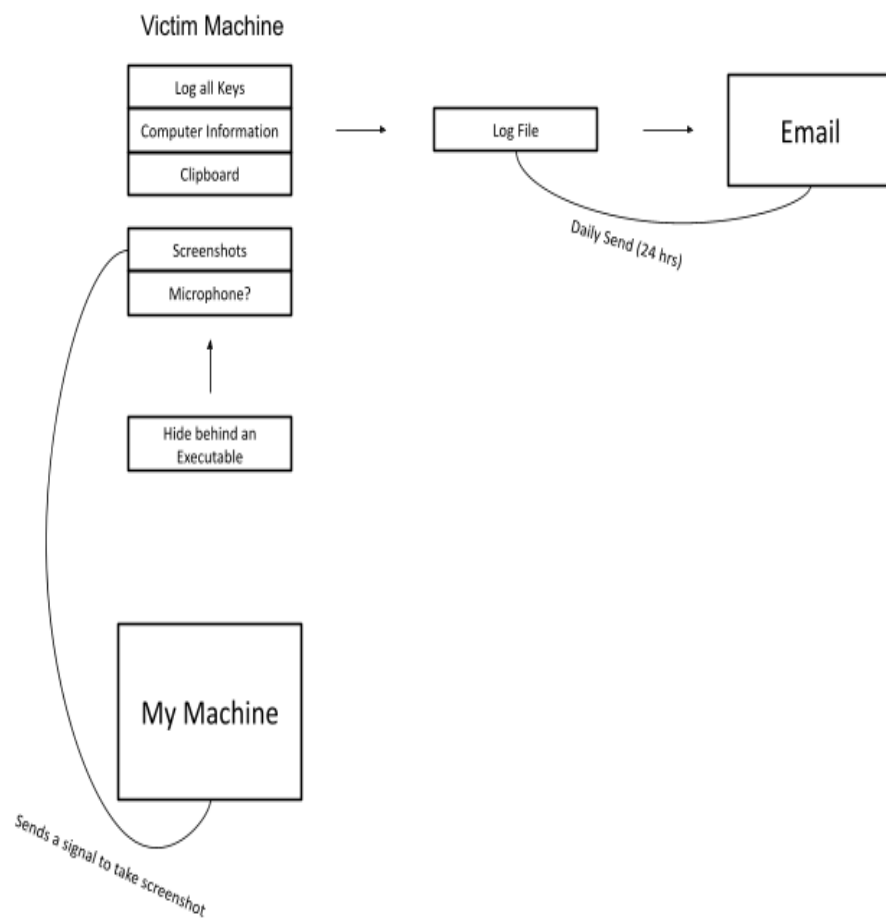 Victim Machine
Log all Keys
Computer Information
Clipboard
Log File
Email
Daily Send (24 hrs)
Screenshots
Microphone?
Hide behind an
Executable
My Machine
Sends a signal to take screenshot